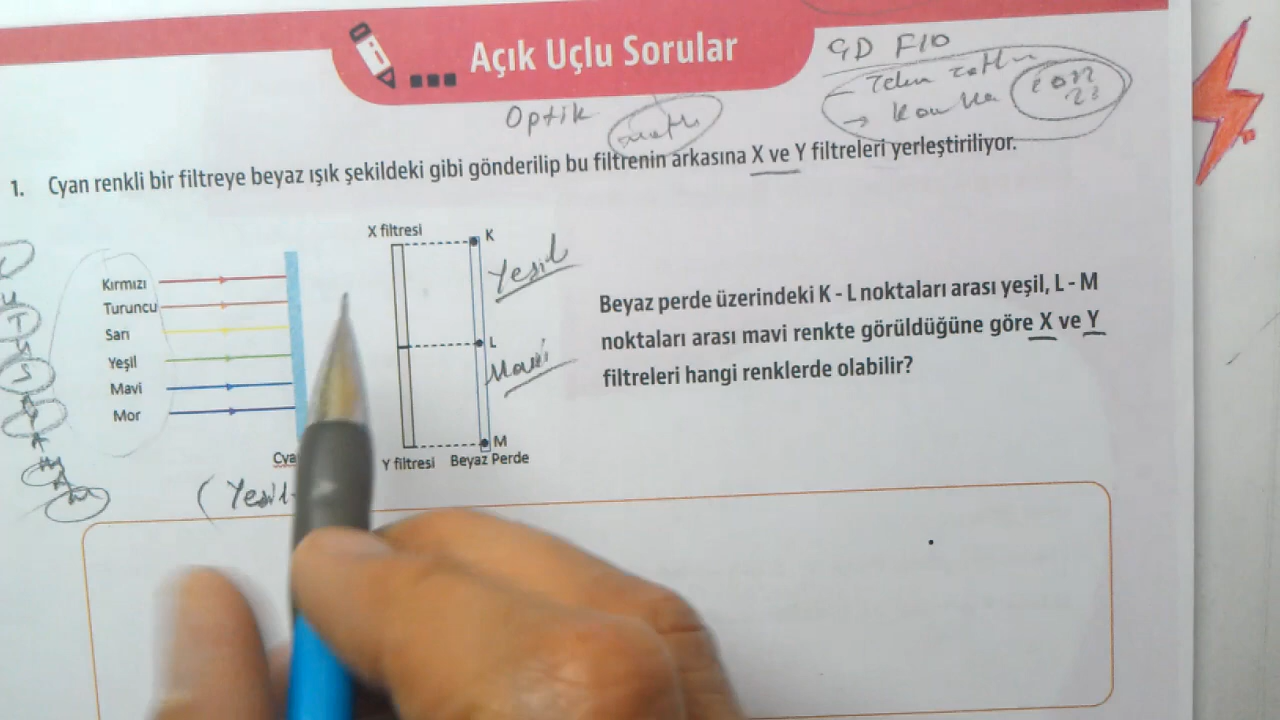 Açık Uçlu Sorular
GD F10
Optik
1. Cyan renkli bir filtreye beyaz ışık şekildeki gibi gönderilip bu filtrenin arkasına X ve Y filtreleri yerleştiriliyor.
X filtresi
K
Yeşil
Kırmızı
Turuncu
Sarı
Yeşil
Mavi
Mor
L
Mavi
M
Cya
Y filtresi Beyaz Perde
(Yeşil-
Beyaz perde üzerindeki K - L noktaları arası yeşil, L - M
noktaları arası mavi renkte görüldüğüne göre X ve Y
filtreleri hangi renklerde olabilir?